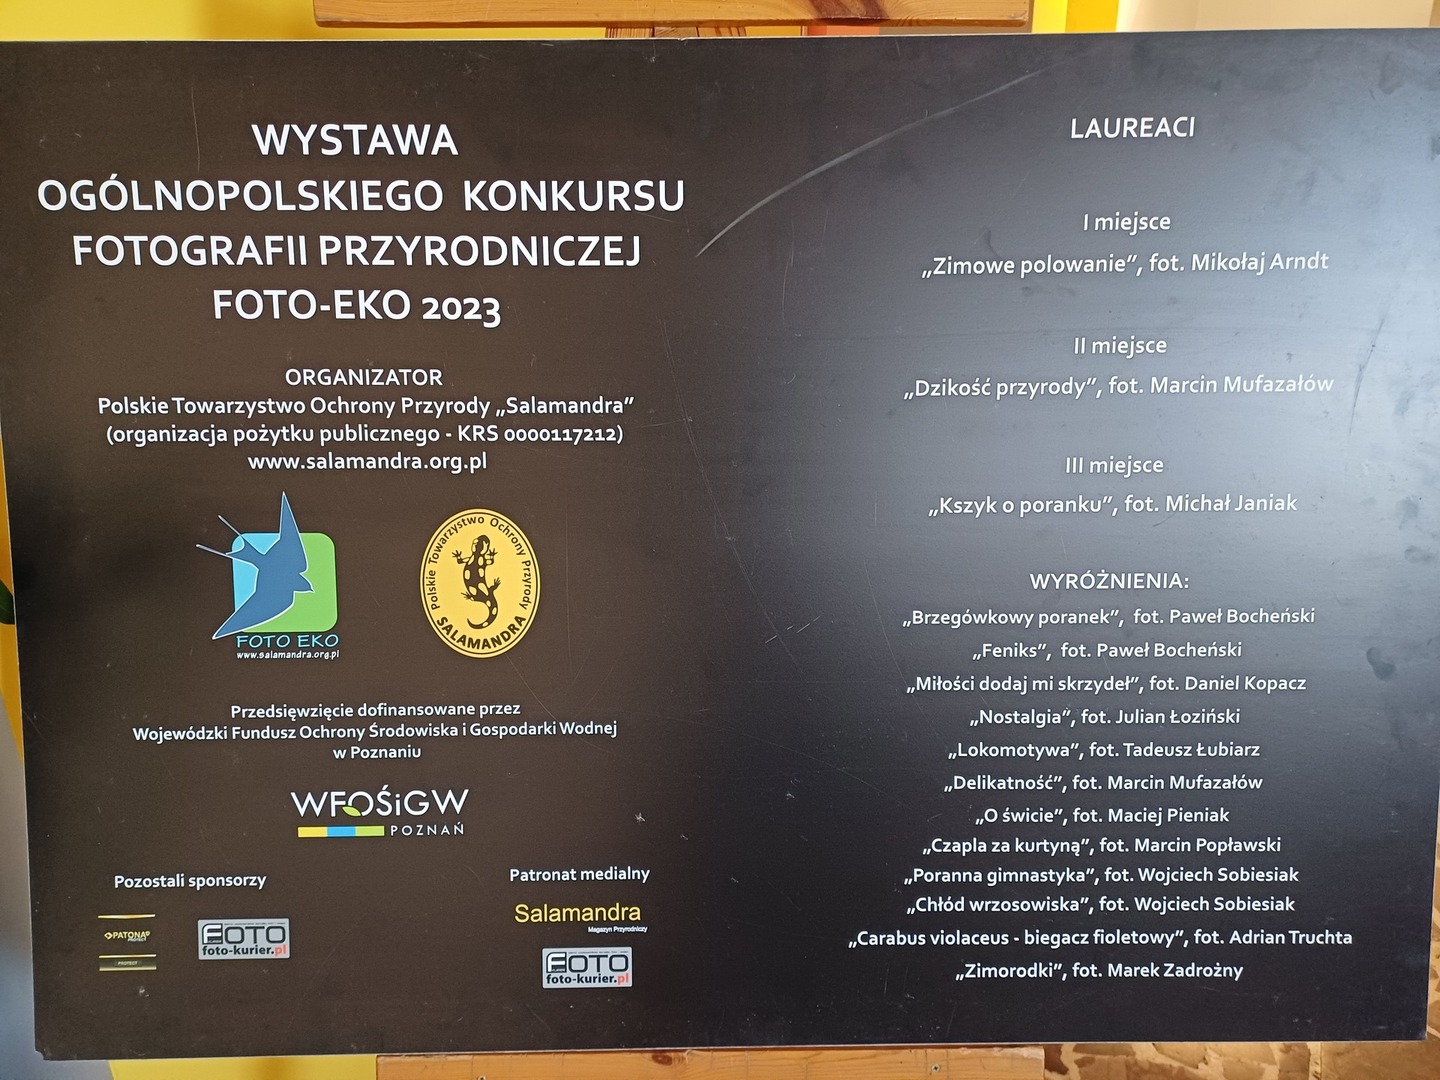 WYSTAWA
OGÓLNOPOLSKIEGO KONKURSU
FOTOGRAFII PRZYRODNICZEJ
FOTO-EKO 2023
ORGANIZATOR
Polskie Towarzystwo Ochrony Przyrody „Salamandra”
(organizacja pożytku publicznego - KRS 0000117212)
www.salamandra.org.pl
FOTO EKO
www.salamandra.org.pl
Polskie Towarzystwo Ochrony Przyrody
SALAMANDRA
Przedsięwzięcie dofinansowane przez
Wojewódzki Fundusz Ochrony Środowiska i Gospodarki Wodnej
w Poznaniu
WFOŚiGW
POZNAŃ
Pozostali sponsorzy
PATONA
PROTECT
PROTECT
FOTO
foto-kurier.pl
Patronat medialny
Salamandra
Magazyn Przyrodniczy
FOTO
foto-kurier.pl
LAUREACI
I miejsce
„Zimowe polowanie”, fot. Mikołaj Arndt
II miejsce
„Dzikość przyrody”, fot. Marcin Mufazałów
III miejsce
„Kszyk o poranku”, fot. Michał Janiak
WYRÓŻNIENIA:
„Brzegówkowy poranek”, fot. Paweł Bocheński
„Feniks”, fot. Paweł Bocheński
„Miłości dodaj mi skrzydeł”, fot. Daniel Kopacz
„Nostalgia”, fot. Julian Łoziński
„Lokomotywa”, fot. Tadeusz Łubiarz
„Delikatność”, fot. Marcin Mufazałów
„O świcie”, fot. Maciej Pieniak
„Czapla za kurtyną”, fot. Marcin Popławski
„Poranna gimnastyka”, fot. Wojciech Sobiesiak
„Chłód wrzosowiska”, fot. Wojciech Sobiesiak
„Carabus violaceus - biegacz fioletowy”, fot. Adrian Truchta
„Zimorodki”, fot. Marek Zadrożny